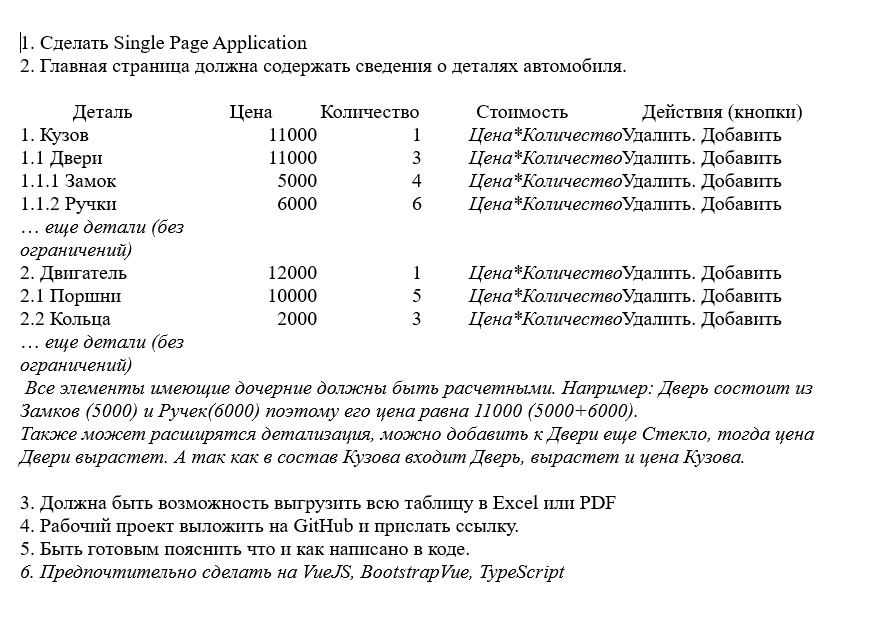 1. Сделать Single Page Application
2. Главная страница должна содержать сведения о деталях автомобиля.
Деталь Цена Количество Стоимость Действия (кнопки)
1. Кузов 11000 1 Цена*Количество Удалить. Добавить
1.1 Двери 11000 3 Цена*Количество Удалить. Добавить
1.1.1 Замок 5000 4 Цена*Количество Удалить. Добавить
1.1.2 Ручки 6000 6 Цена*Количество Удалить. Добавить
… еще детали (без
ограничений)
2. Двигатель 12000 1 Цена*Количество Удалить. Добавить
2.1 Поршни 10000 5 Цена*Количество Удалить. Добавить
2.2 Кольца 2000 3 Цена*Количество Удалить. Добавить
… еще детали (без
ограничений)
Все элементы имеющие дочерние должны быть расчетными. Например: Дверь состоит из
Замков (5000) и Ручек(6000) поэтому его цена равна 11000 (5000+6000).
Также может расширятся детализация, можно добавить к Двери еще Стекло, тогда цена
Двери вырастет. А так как в состав Кузова входит Дверь, вырастет и цена Кузова.
3. Должна быть возможность выгрузить всю таблицу в Excel или PDF
4. Рабочий проект выложить на GitHub и прислать ссылку.
5. Быть готовым пояснить что и как написано в коде.
6. Предпочтительно сделать на VueJS, BootstrapVue, TypeScript